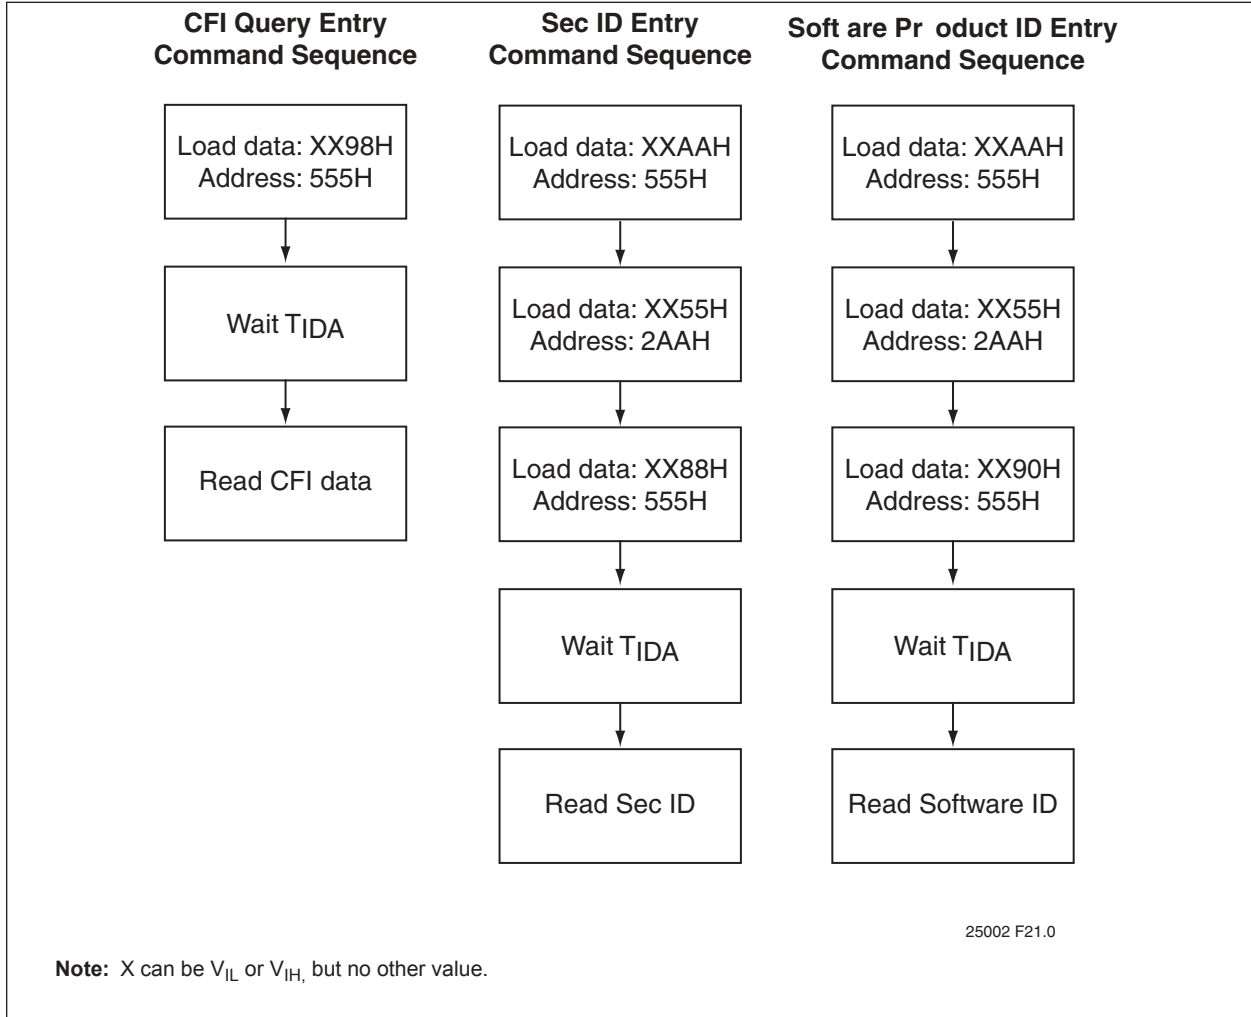 CFI Query Entry
Command Sequence
Load data: XX98H
Address: 555H
Wait TIDA
Read CFI data
Sec ID Entry
Command Sequence
Load data: XXAAH
Address: 555H
Load data: XX55H
Address: 2AAH
Load data: XX88H
Address: 555H
Wait TIDA
Read Sec ID
Soft are Pr oduct ID Entry
Command Sequence
Load data: XXAAH
Address: 555H
Load data: XX55H
Address: 2AAH
Load data: XX90H
Address: 555H
Wait TIDA
Read Software ID
25002 F21.0
Note: X can be VIL or VIH, but no other value.